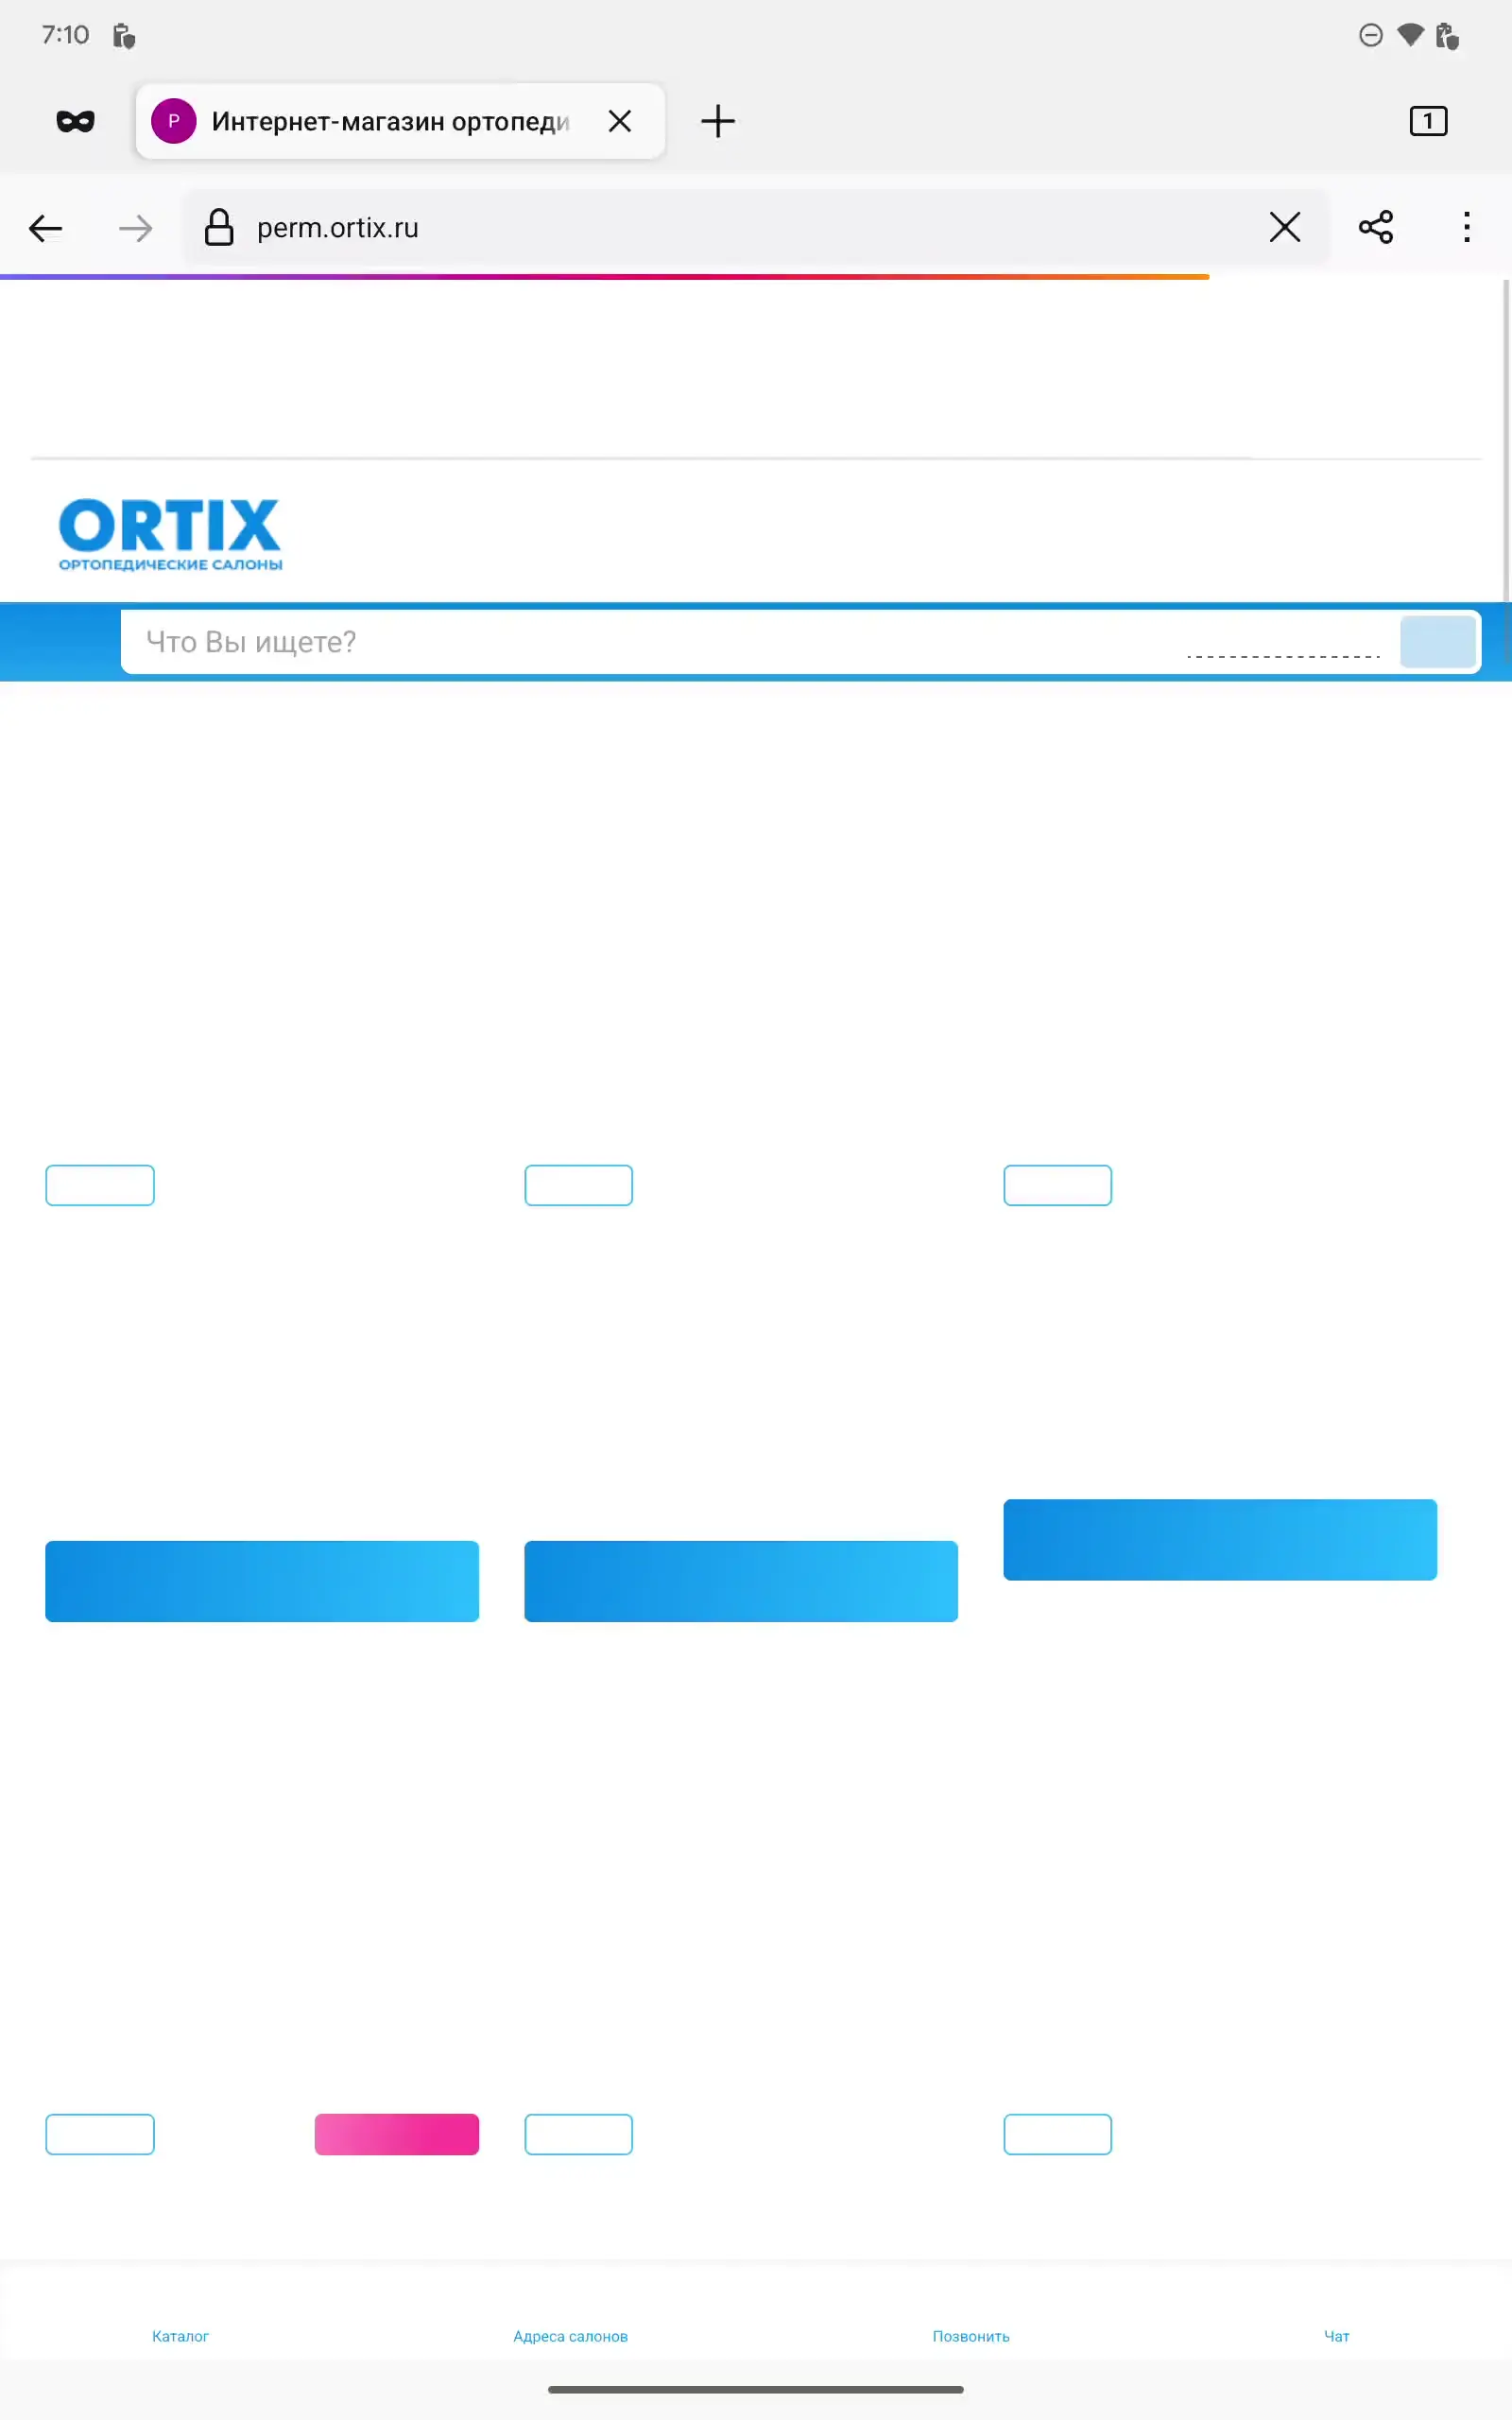 7:10
P
Интернет-магазин ортопеди
1
perm.ortix.ru
ORTIX
ОРТОПЕДИЧЕСКИЕ САЛОНЫ
Что Вы ищете?
Каталог
Адреса салонов
Позвонить
Чат